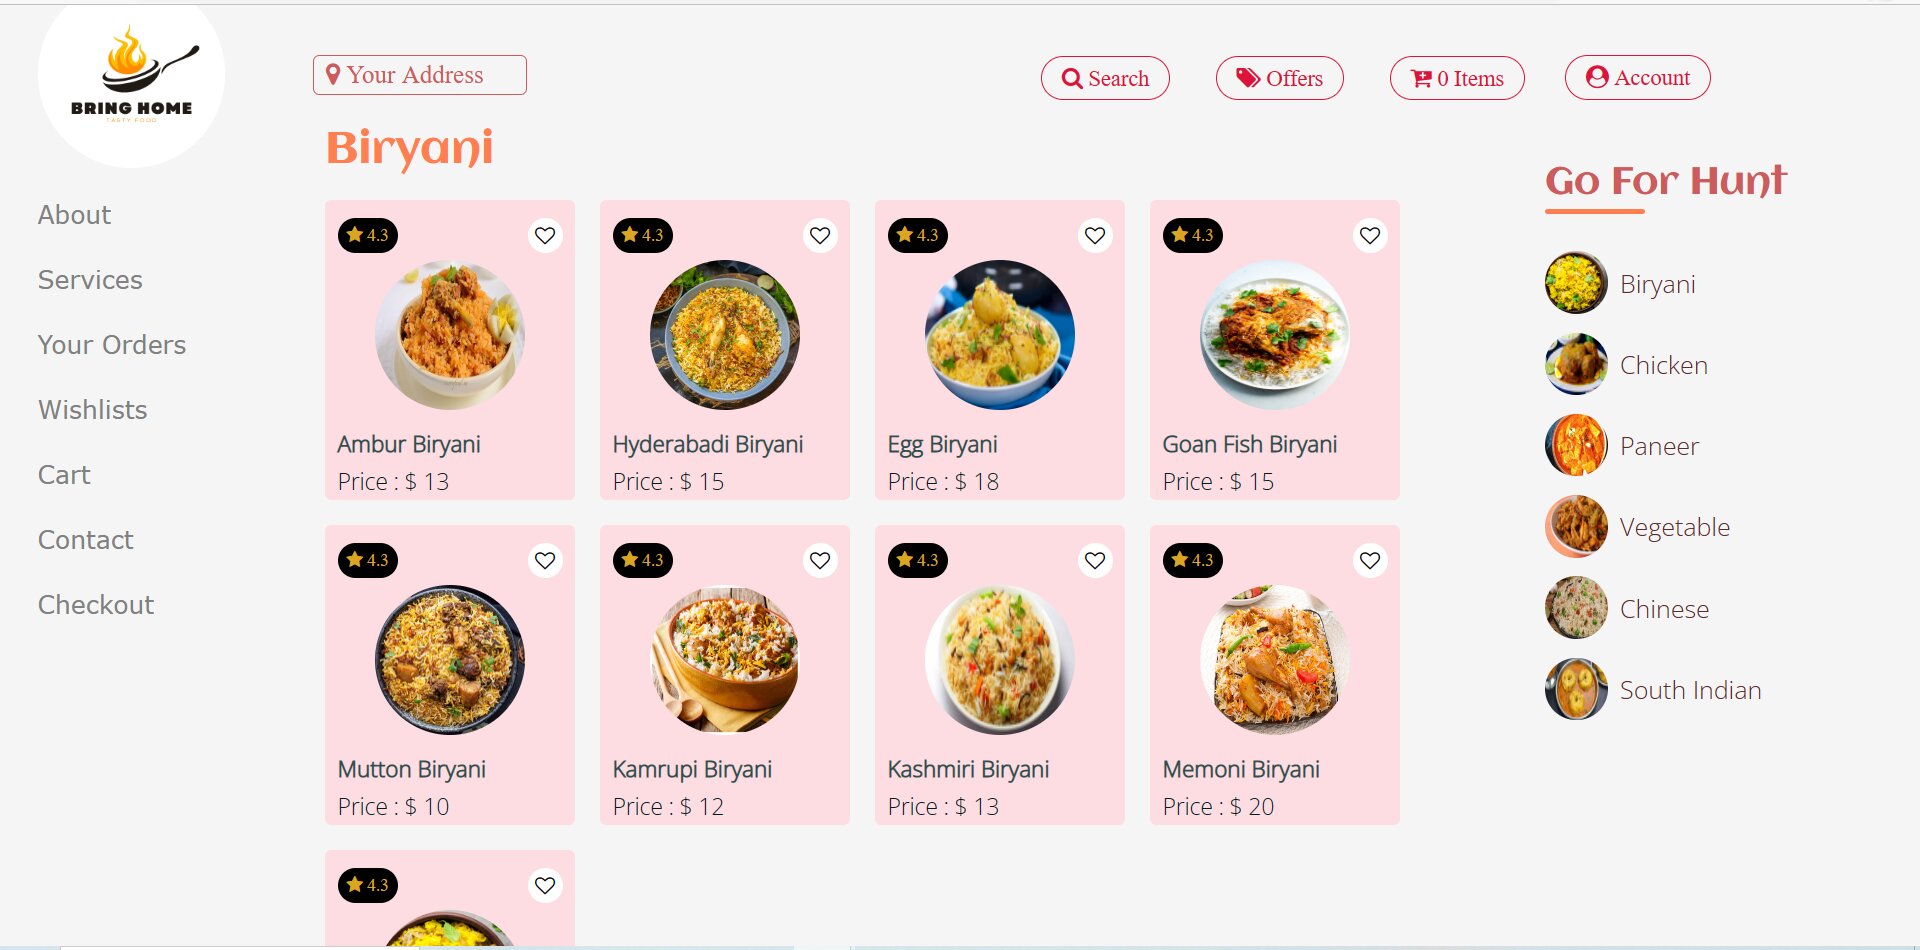 BRING HOME
TASTY FOOD
Your Address
Search
Offers
0 Items
Account
About
Services
Your Orders
Wishlists
Cart
Contact
Checkout
Biryani
4.3
4.3
4.3
4.3
Ambur Biryani
Price : $ 13
Hyderabadi Biryani
Price : $ 15
Egg Biryani
Price : $ 18
Goan Fish Biryani
Price : $ 15
4.3
4.3
4.3
4.3
Mutton Biryani
Price : $ 10
Kamrupi Biryani
Price : $ 12
Kashmiri Biryani
Price : $ 13
Memoni Biryani
Price : $ 20
4.3
Go For Hunt
Biryani
Chicken
Paneer
Vegetable
Chinese
South Indian